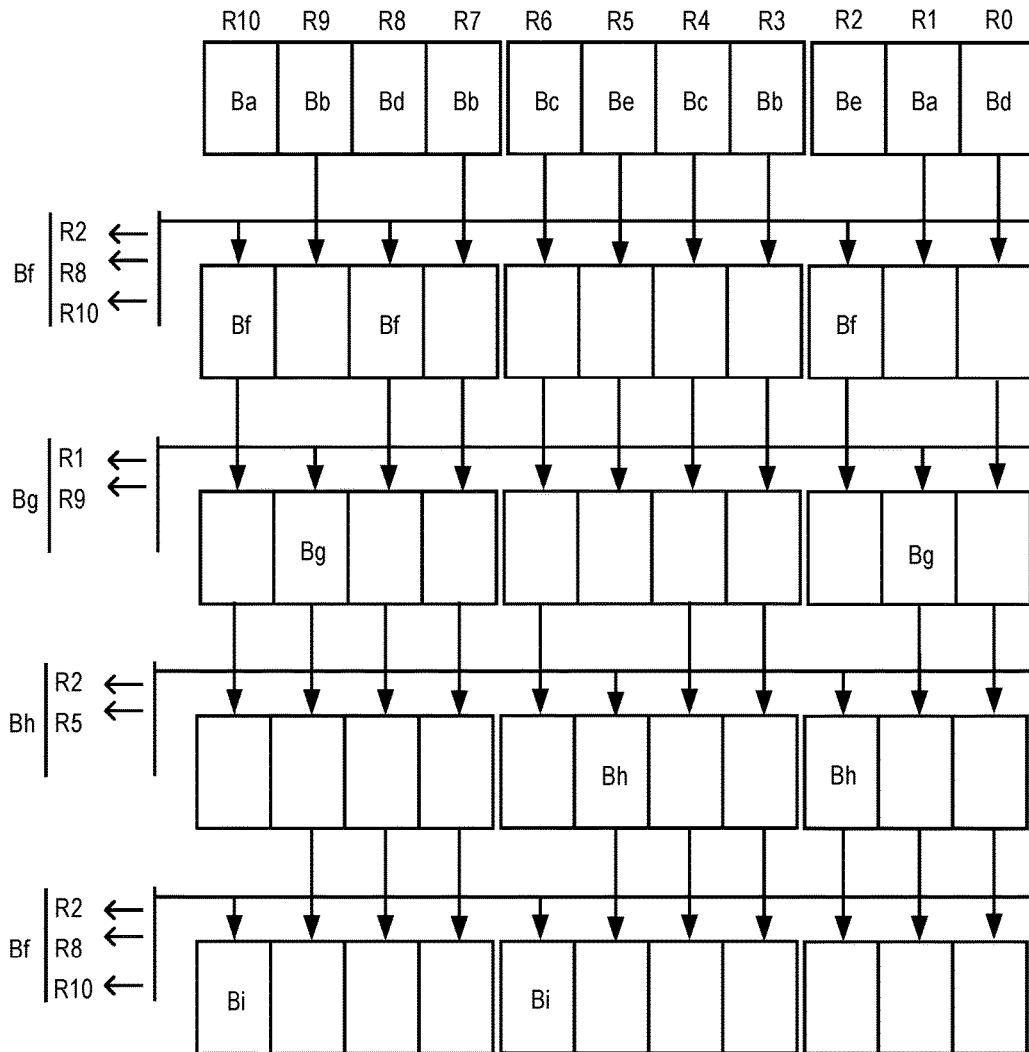 R10 R9 R8 R7 R6 R5 R4 R3 R2 R1 R0
Ba Bb Bd Bb Bc Be Bc Bb Be Ba Bd
R2
Bf R8
R10
Bf Bf Bf
R1
Bg R9
Bg Bg
R2
Bh R5
Bh Bh
R2
Bf R8
R10
Bi Bi